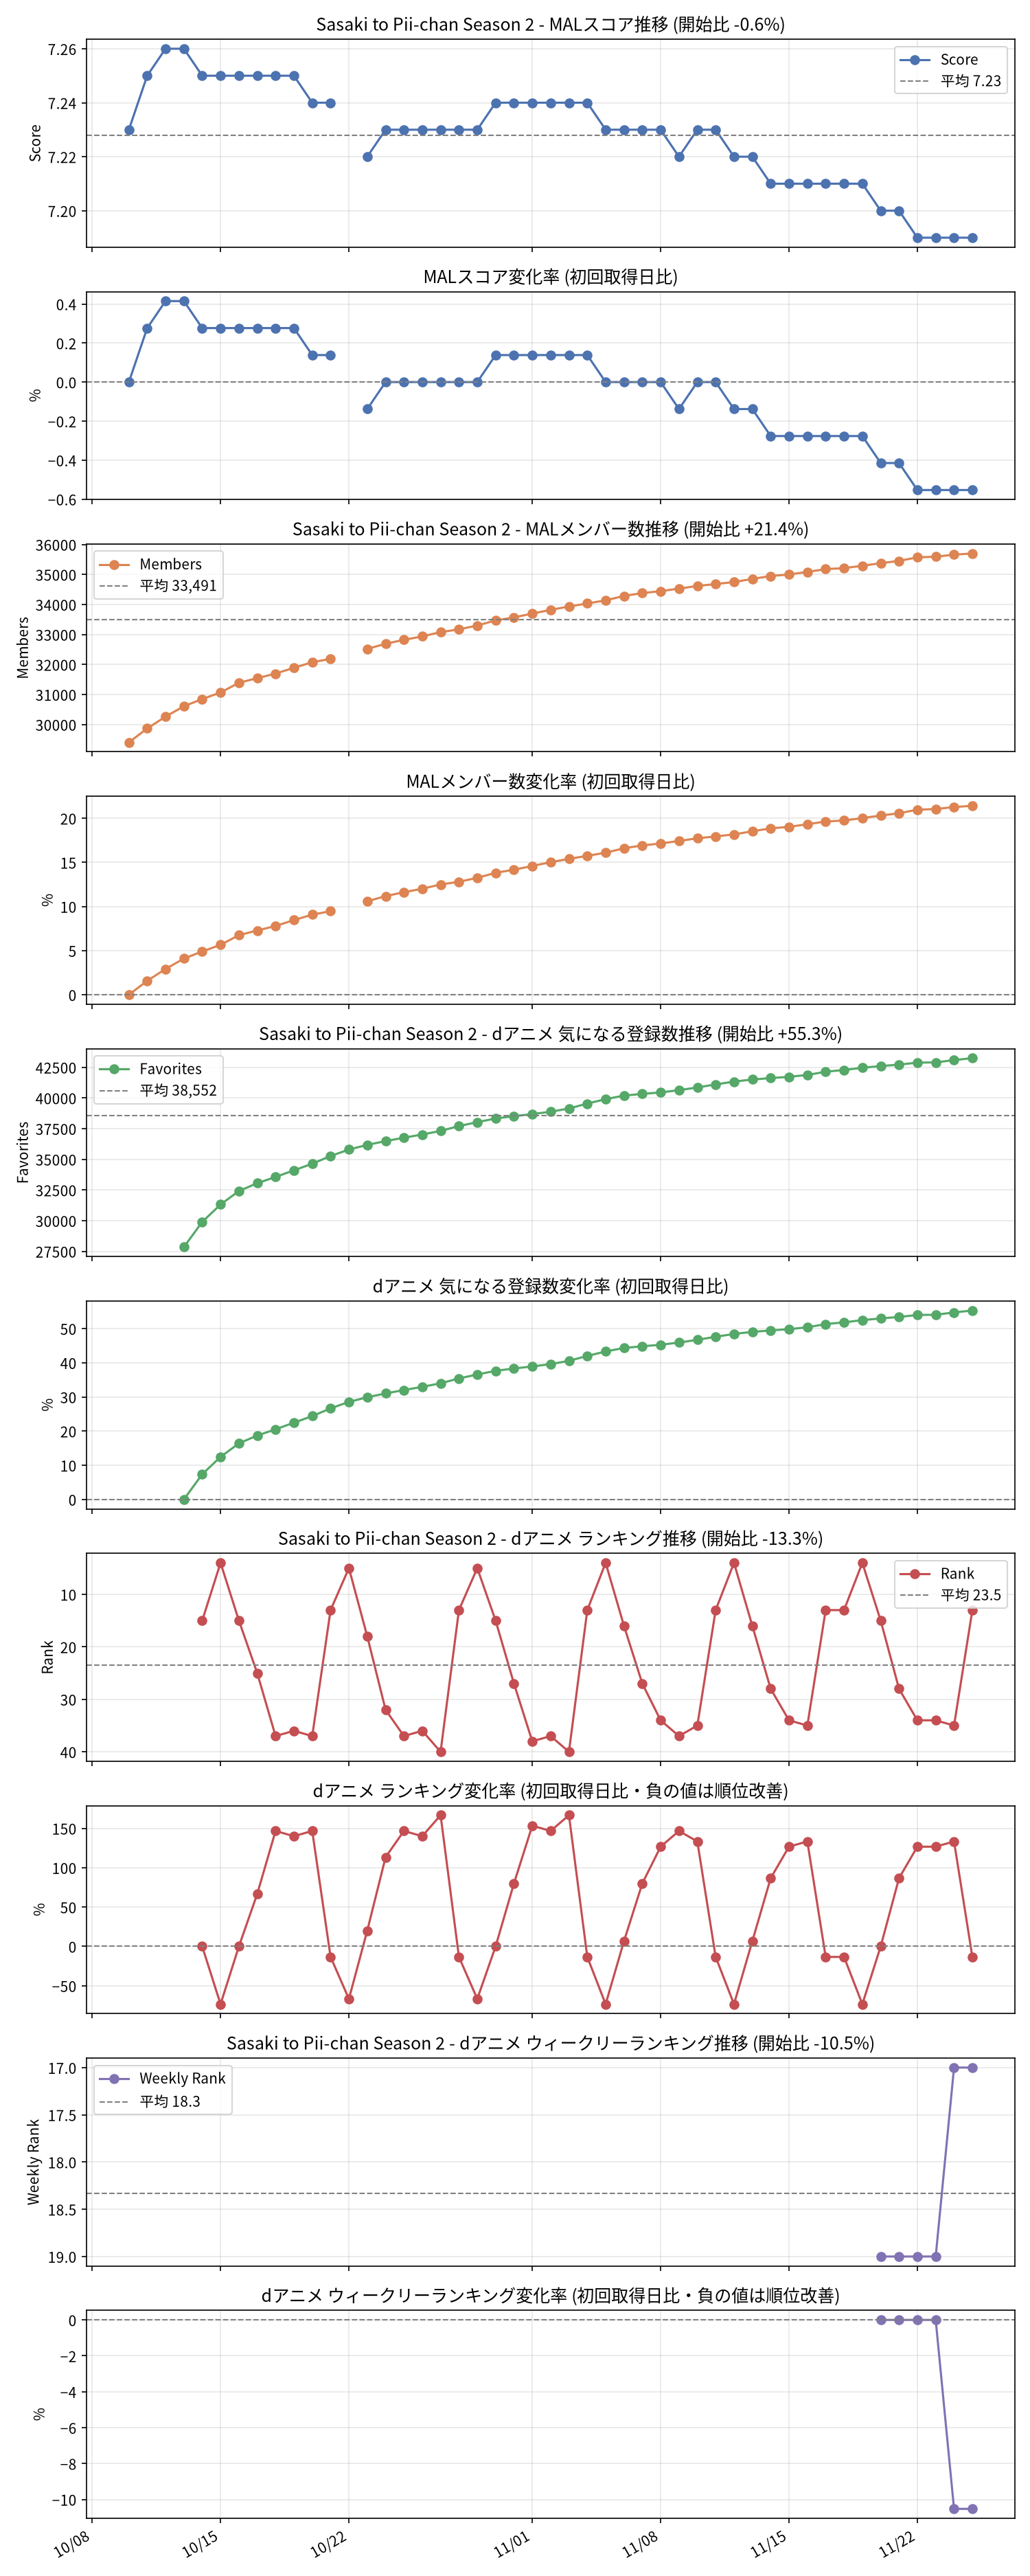 Sasaki to Pii-chan Season 2 - MALスコア推移 (開始比 -0.6%)
7.26
7.24
7.22
7.20
Score
Score
平均 7.23
MALスコア変化率 (初回取得日比)
0.4
0.2
0.0
−0.2
−0.4
−0.6
%
Sasaki to Pii-chan Season 2 - MALメンバー数推移 (開始比 +21.4%)
36000
35000
34000
33000
32000
31000
30000
Members
Members
平均 33,491
MALメンバー数変化率 (初回取得日比)
20
15
10
5
0
%
Sasaki to Pii-chan Season 2 - dアニメ 気になる登録数推移 (開始比 +55.3%)
42500
40000
37500
35000
32500
30000
27500
Favorites
Favorites
平均 38,552
dアニメ 気になる登録数変化率 (初回取得日比)
50
40
30
20
10
0
%
Sasaki to Pii-chan Season 2 - dアニメ ランキング推移 (開始比 -13.3%)
10
20
30
40
Rank
Rank
平均 23.5
dアニメ ランキング変化率 (初回取得日比・負の値は順位改善)
150
100
50
0
−50
%
Sasaki to Pii-chan Season 2 - dアニメ ウィークリーランキング推移 (開始比 -10.5%)
17.0
17.5
18.0
18.5
19.0
Weekly Rank
Weekly Rank
平均 18.3
dアニメ ウィークリーランキング変化率 (初回取得日比・負の値は順位改善)
0
−2
−4
−6
−8
−10
%
10/08
10/15
10/22
11/01
11/08
11/15
11/22